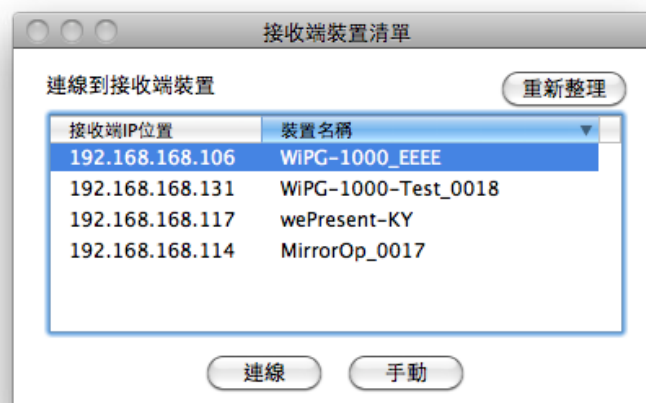 接收端裝置清單
連線到接收端裝置 重新整理
接收端IP位置 裝置名稱
192.168.168.106 WiPG-1000_EEEE
192.168.168.131 WiPG-1000-Test_0018
192.168.168.117 wePresent-KY
192.168.168.114 MirrorOp_0017
連線 手動